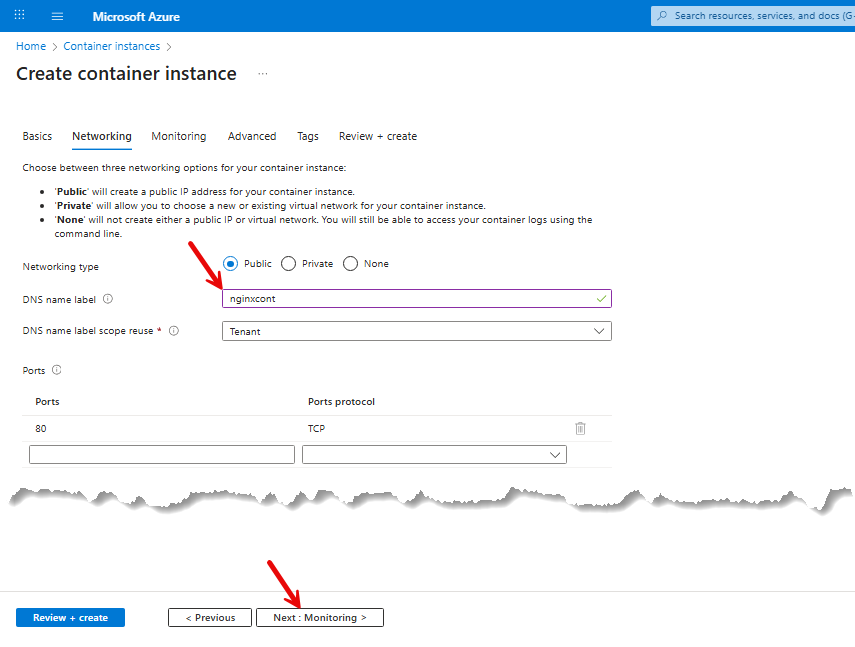 Microsoft Azure
Search resources, services, and docs (G
Home > Container instances >
Create container instance ...
Basics Networking Monitoring Advanced Tags Review + create
Choose between three networking options for your container instance:
• 'Public' will create a public IP address for your container instance.
• 'Private' will allow you to choose a new or existing virtual network for your container instance.
• 'None' will not create either a public IP or virtual network. You will still be able to access your container logs using the
command line.
Networking type Public Private None
DNS name label nginxcont
DNS name label scope reuse * Tenant
Ports
Ports Ports protocol
80 TCP
Review + create < Previous Next : Monitoring >